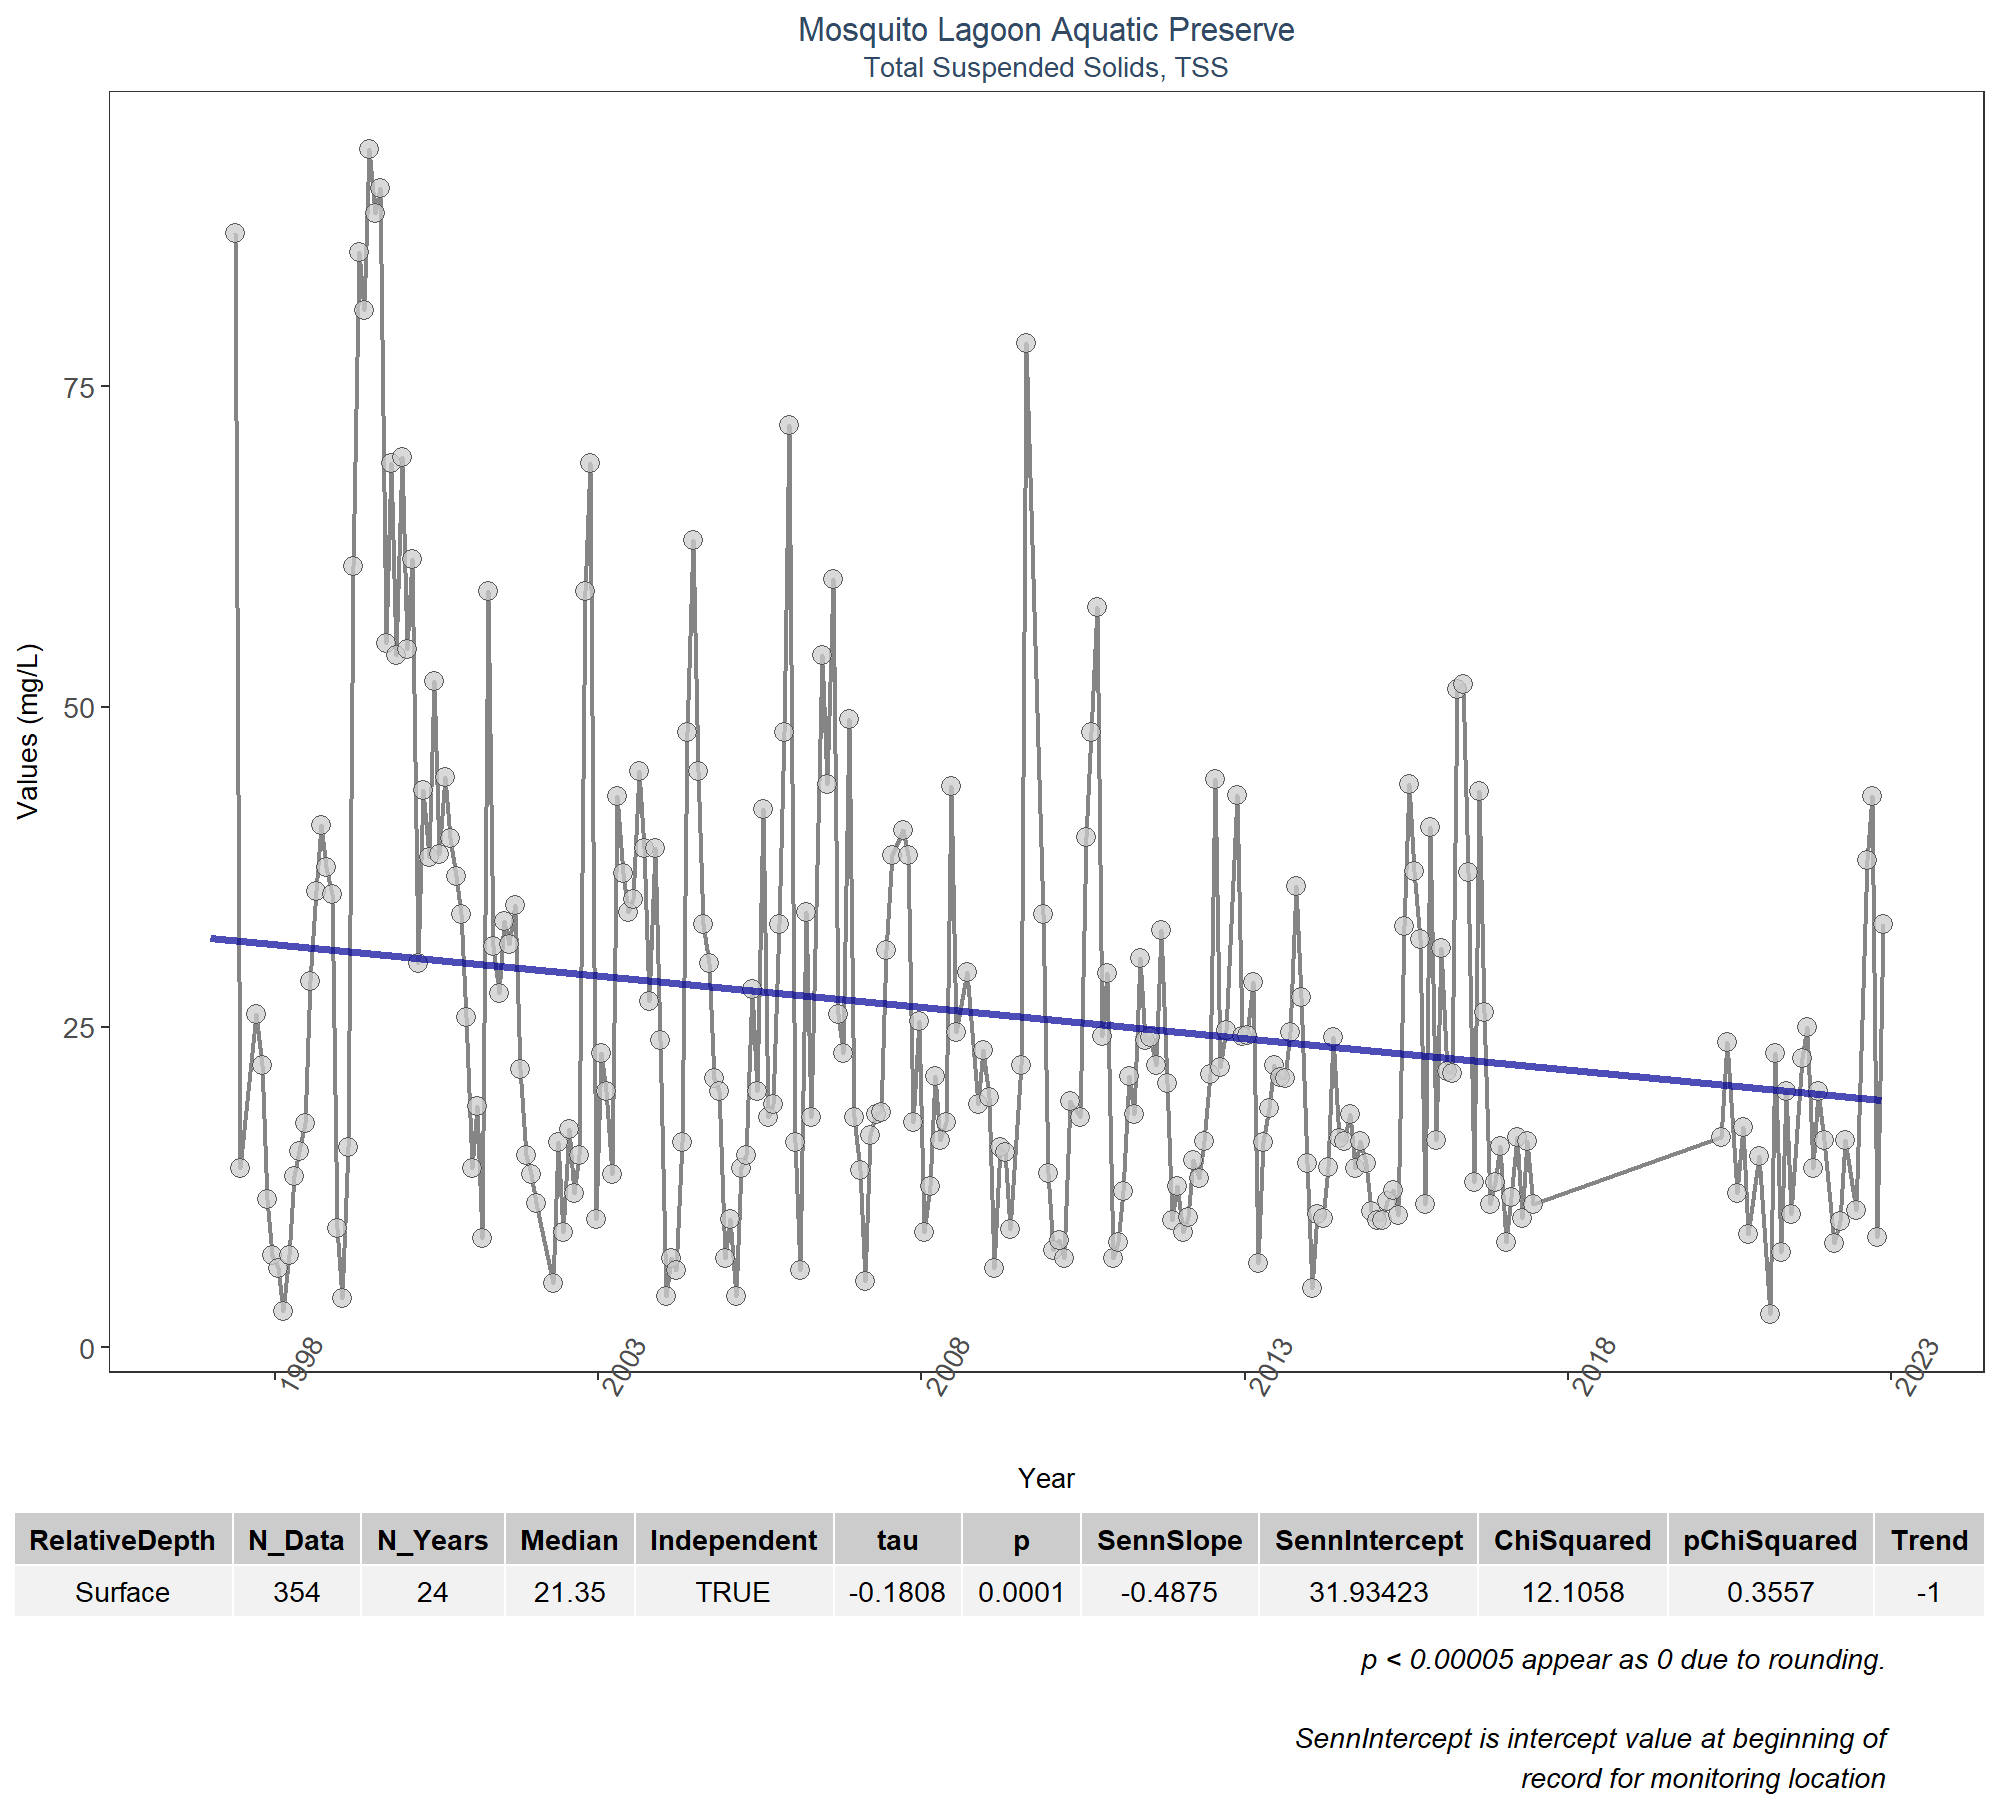 Mosquito Lagoon Aquatic Preserve
Total Suspended Solids, TSS
Values (mg/L)
75
50
25
0
1998 2003 2008 2013 2018 2023
Year
RelativeDepth N_Data N_Years Median Independent tau p SennSlope SennIntercept ChiSquared pChiSquared Trend
Surface 354 24 21.35 TRUE -0.1808 0.0001 -0.4875 31.93423 12.1058 0.3557 -1
p < 0.00005 appear as 0 due to rounding.
SennIntercept is intercept value at beginning of
record for monitoring location